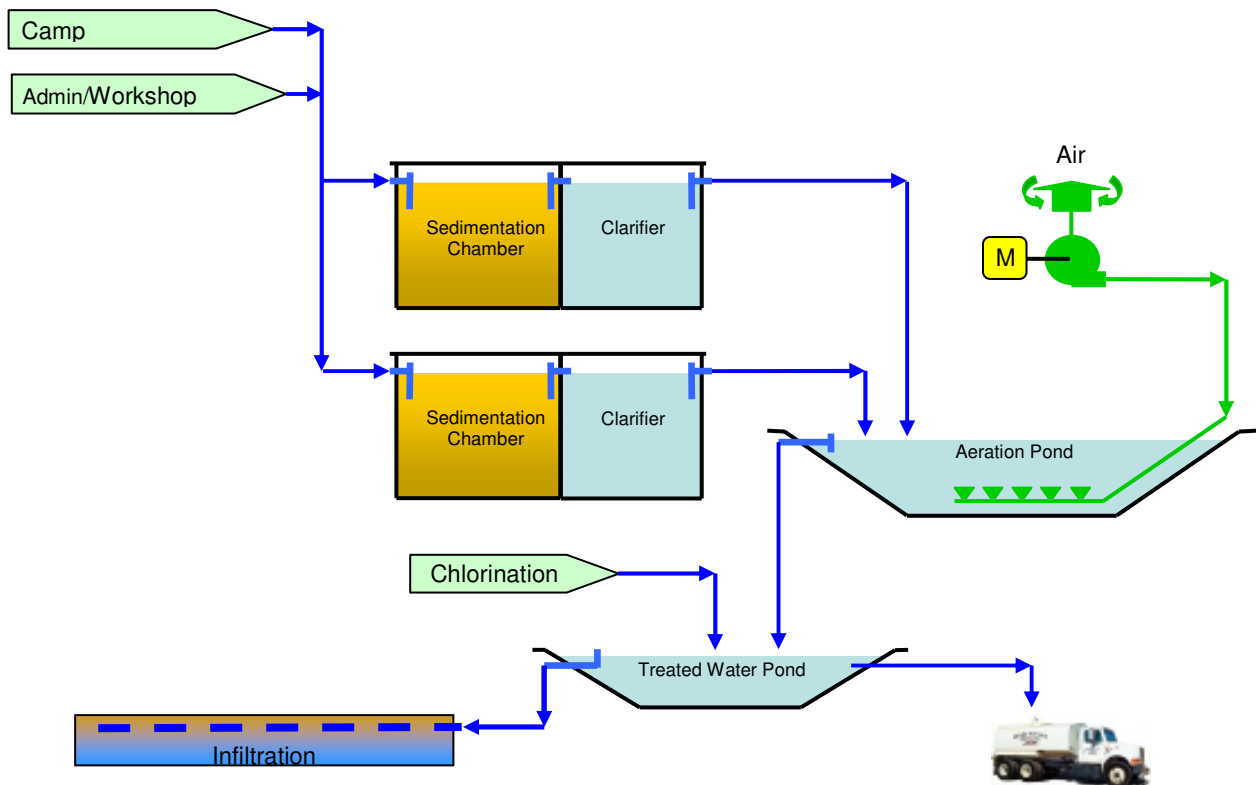 Camp
Admin/Workshop
Air
M
Sedimentation
Chamber
Clarifier
Sedimentation
Chamber
Clarifier
Aeration Pond
Chlorination
Treated Water Pond
Infiltration